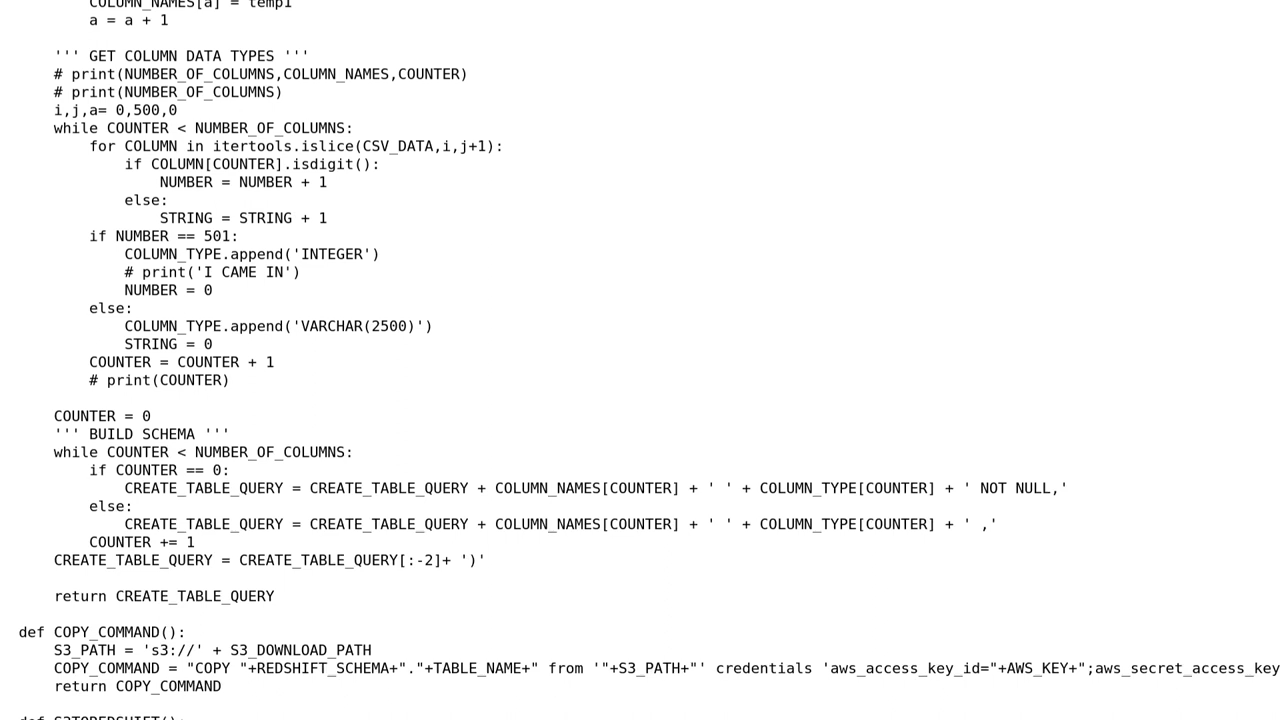 COLUMN_NAMES[a] = temp1
        a = a + 1

    ''' GET COLUMN DATA TYPES '''
    # print(NUMBER_OF_COLUMNS,COLUMN_NAMES,COUNTER)
    # print(NUMBER_OF_COLUMNS)
    i,j,a= 0,500,0
    while COUNTER < NUMBER_OF_COLUMNS:
        for COLUMN in itertools.islice(CSV_DATA,i,j+1):
            if COLUMN[COUNTER].isdigit():
                NUMBER = NUMBER + 1
            else:
                STRING = STRING + 1
        if NUMBER == 501:
            COLUMN_TYPE.append('INTEGER')
            # print('I CAME IN')
            NUMBER = 0
        else:
            COLUMN_TYPE.append('VARCHAR(2500)')
            STRING = 0
        COUNTER = COUNTER + 1
        # print(COUNTER)

    COUNTER = 0
    ''' BUILD SCHEMA '''
    while COUNTER < NUMBER_OF_COLUMNS:
        if COUNTER == 0:
            CREATE_TABLE_QUERY = CREATE_TABLE_QUERY + COLUMN_NAMES[COUNTER] + ' ' + COLUMN_TYPE[COUNTER] + ' NOT NULL,'
        else:
            CREATE_TABLE_QUERY = CREATE_TABLE_QUERY + COLUMN_NAMES[COUNTER] + ' ' + COLUMN_TYPE[COUNTER] + ' ,'
        COUNTER += 1
    CREATE_TABLE_QUERY = CREATE_TABLE_QUERY[:-2]+ ')'

    return CREATE_TABLE_QUERY

def COPY_COMMAND():
    S3_PATH = 's3://' + S3_DOWNLOAD_PATH
    COPY_COMMAND = "COPY "+REDSHIFT_SCHEMA+"."+TABLE_NAME+" from '"+S3_PATH+"' credentials 'aws_access_key_id="+AWS_KEY+";aws_secret_access_key
    return COPY_COMMAND

def S3TOREDSHIFT():